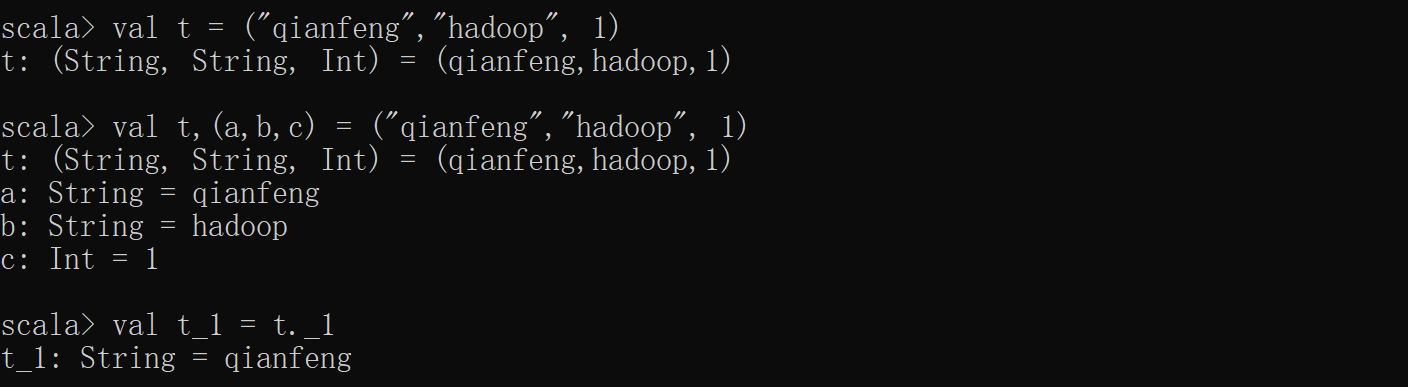 scala> val t = ("qianfeng","hadoop", 1)
t: (String, String, Int) = (qianfeng,hadoop,1)
scala> val t,(a,b,c) = ("qianfeng","hadoop", 1)
t: (String, String, Int) = (qianfeng,hadoop,1)
a: String = qianfeng
b: String = hadoop
c: Int = 1
scala> val t_1 = t._1
t_1: String = qianfeng